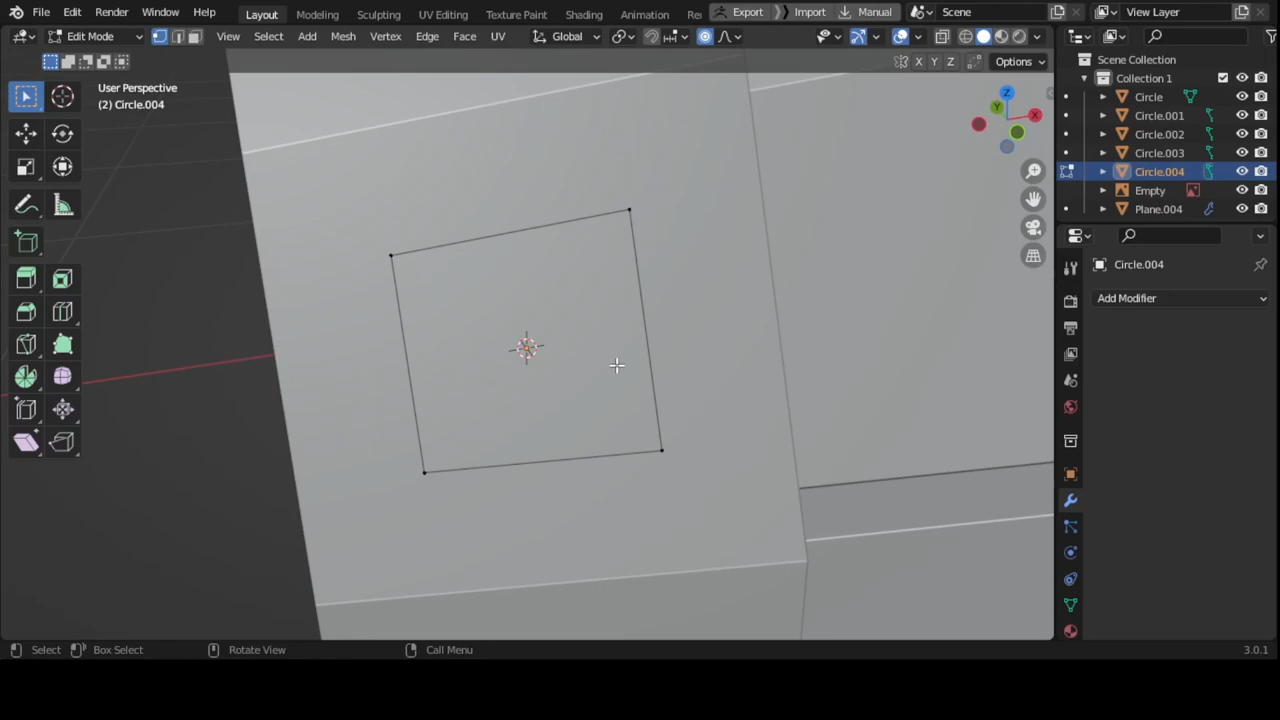 File Edit Render Window Help Layout Modeling Sculpting UV Editing Texture Paint Shading Animation Re Export Import Manual Scene View Layer
Edit Mode View Select Add Mesh Vertex Edge Face UV Global
X Y Z Options
User Perspective
(2) Circle.004
Z
Y
X
Scene Collection
Collection 1
Circle
Circle.001
Circle.002
Circle.003
Circle.004
Empty
Plane.004
Circle.004
Add Modifier
Select Box Select Rotate View Call Menu 3.0.1